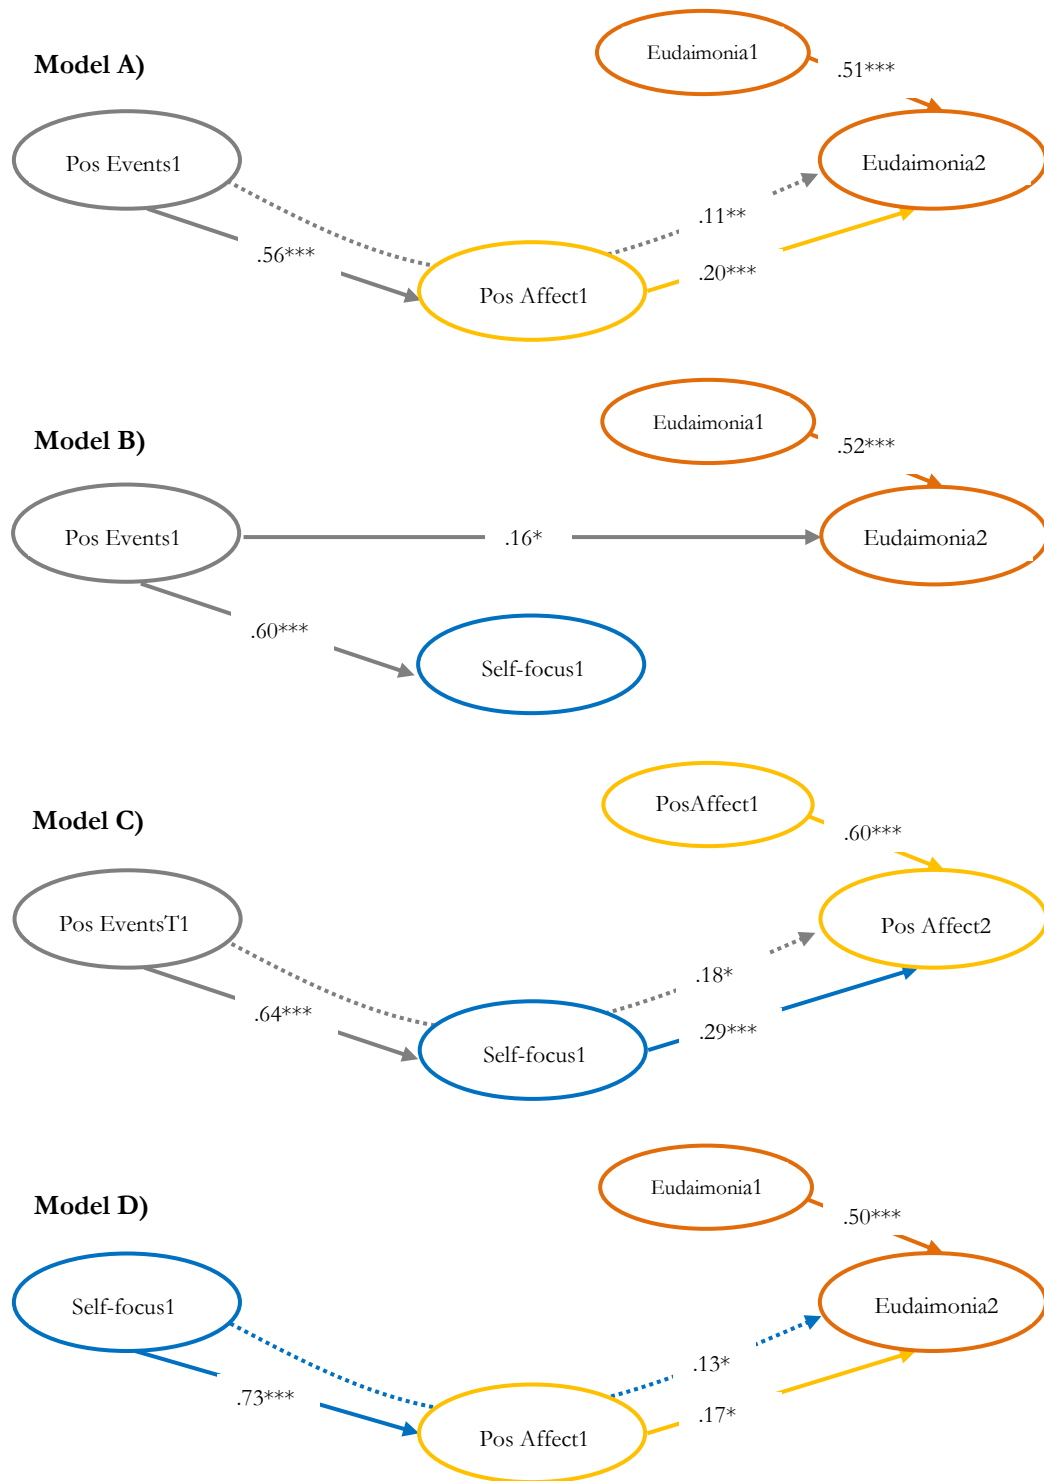 Model A)
Eudaimonia1
.51***
Pos Events1
Eudaimonia2
.11**
.56***
.20***
Pos Affect1
Model B)
Eudaimonia1
.52***
Pos Events1
.16*
Eudaimonia2
.60***
Self-focus1
Model C)
PosAffect1
.60***
Pos EventsT1
Pos Affect2
.18*
.64***
.29***
Self-focus1
Model D)
Eudaimonia1
.50***
Self-focus1
Eudaimonia2
.13*
.73***
.17*
Pos Affect1